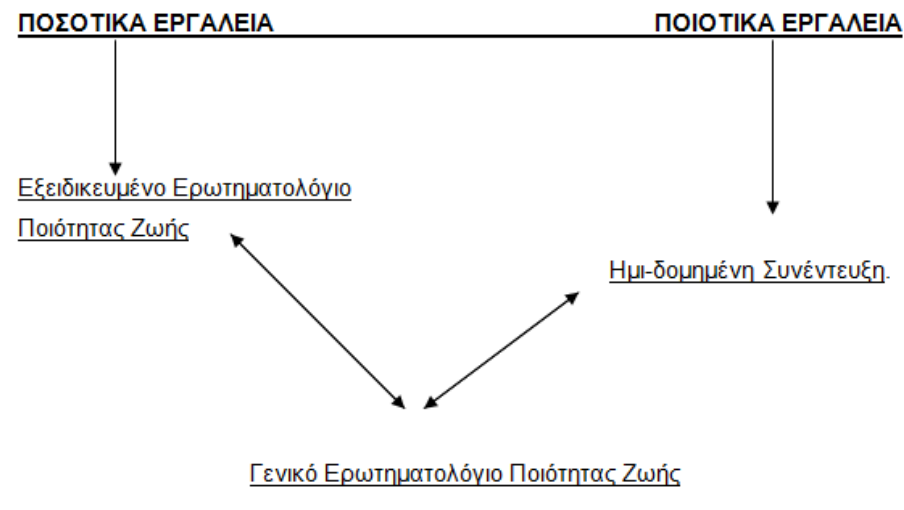 ΠΟΣΟΤΙΚΑ ΕΡΓΑΛΕΙΑ ΠΟΙΟΤΙΚΑ ΕΡΓΑΛΕΙΑ
Εξειδικευμένο Ερωτηματολόγιο
Ποιότητας Ζωής
Ημι-δομημένη Συνέντευξη.
Γενικό Ερωτηματολόγιο Ποιότητας Ζωής